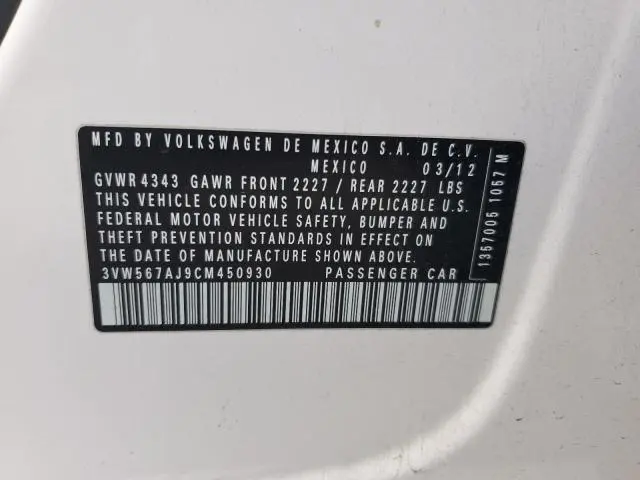 MFD BY VOLKSWAGEN DE MEXICO S.A. DE C.V.
MEXICO 03/12
GVWR 4343 GAWR FRONT 2227 / REAR 2227 LBS
THIS VEHICLE CONFORMS TO ALL APPLICABLE U.S.
FEDERAL MOTOR VEHICLE SAFETY, BUMPER AND
THEFT PREVENTION STANDARDS IN EFFECT ON
THE DATE OF MANUFACTURE SHOWN ABOVE.
3VW567AJ9CM450930 PASSENGER CAR
1357005 1057 M